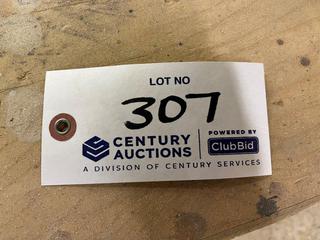 LOT NO
307
CENTURY AUCTIONS
POWERED BY
ClubBid
A DIVISION OF CENTURY SERVICES